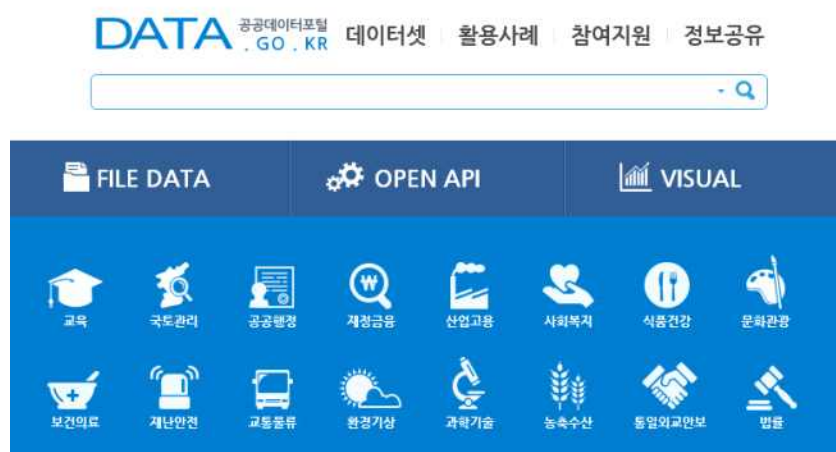 DATA 공공데이터포털 . GO . KR 데이터셋 활용사례 참여지원 정보공유
FILE DATA OPEN API VISUAL
교육 국토관리 공공행정 재정금융 산업고용 사회복지 식품건강 문화관광
보건의료 재난안전 교통물류 환경기상 과학기술 농축수산 통일외교안보 법률